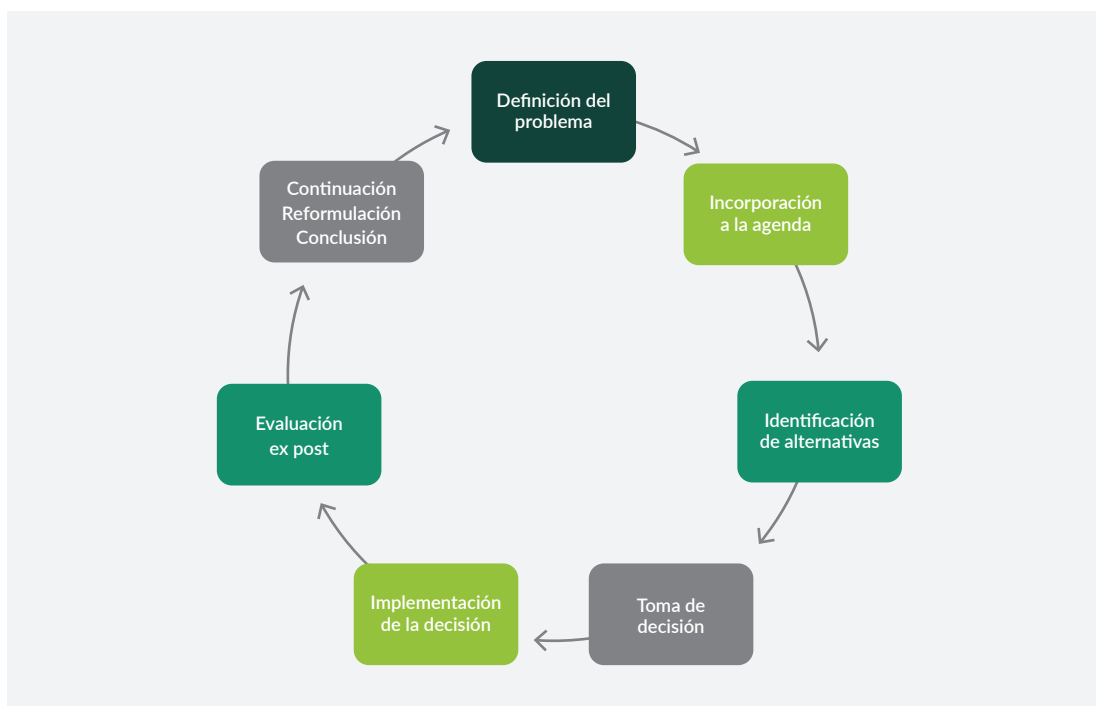 Definición del
problema
Incorporación
a la agenda
Identificación
de alternativas
Toma de
decisión
Implementación
de la decisión
Evaluación
ex post
Continuación
Reformulación
Conclusión